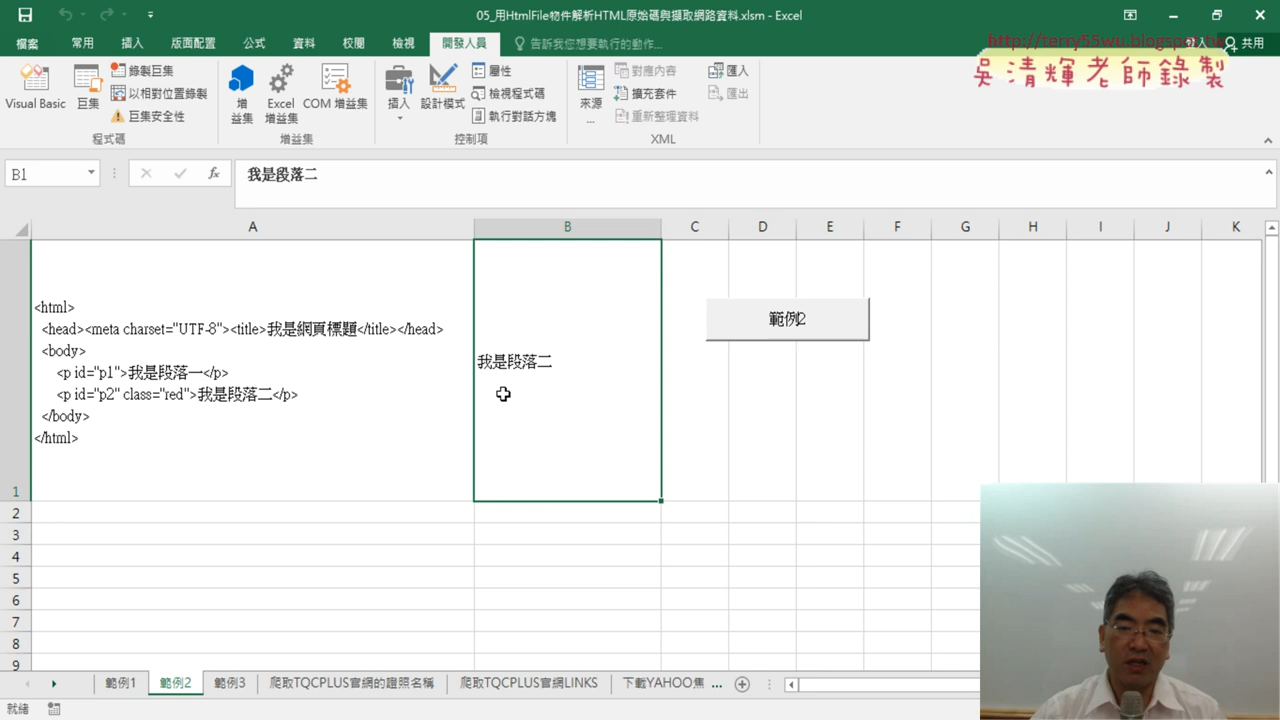 05_用HtmlFile物件解析HTML原始碼與擷取網路資料.xlsm - Excel
檔案 常用 插入 版面配置 公式 資料 校閱 檢視 開發人員 告訴我您想要執行的動作... 登入 共用
http://terry55wu.blogspot.tw
吳清輝老師錄製
Visual Basic 巨集 錄製巨集 以相對位置錄製 巨集安全性
增益集 Excel 增益集 COM 增益集
插入 設計模式 屬性 檢視程式碼 執行對話方塊
來源... 對應內容 擴充套件 重新整理資料 匯入 匯出
程式碼 增益集 控制項 XML
B1 fx 我是段落二
A B C D E F G H I J K
<html>
<head><meta charset="UTF-8"><title>我是網頁標題</title></head>
<body>
<p id="p1">我是段落一</p>
<p id="p2" class="red">我是段落二</p>
</body>
</html>
我是段落二
範例2
1
2
3
4
5
6
7
8
9
範例1 範例2 範例3 爬取TQCPLUS官網的證照名稱 爬取TQCPLUS官網LINKS 下載YAHOO焦 ...
就緒